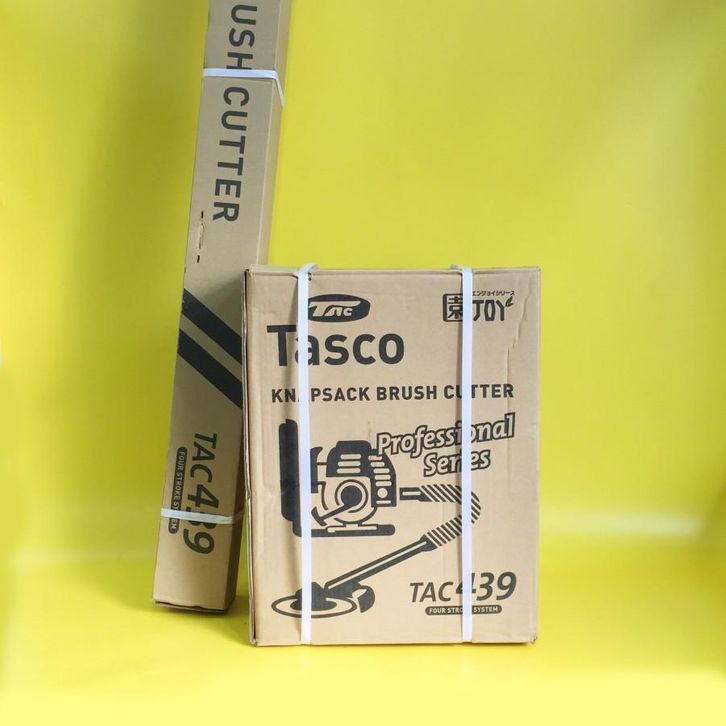 USH CUTTER
TAC439
FOUR STROKE SYSTEM
TAC
Tasco
エンジョイシリーズ
園JOY
KNAPSACK BRUSH CUTTER
Professional
Series
TAC439
FOUR STROKE SYSTEM